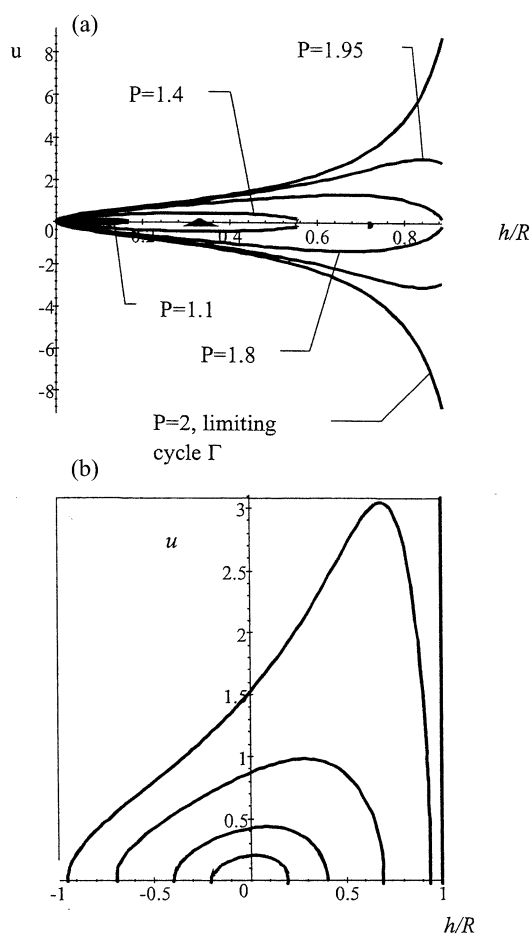 (a)
u
8
6
4
2
0
-2
-4
-6
-8
0.2
0.4
0.6
0.8
h/R
P=1.95
P=1.4
P=1.1
P=1.8
P=2, limiting
cycle Γ
(b)
u
3
2.5
2
1.5
1
0.5
-1
-0.5
0
0.5
1
h/R